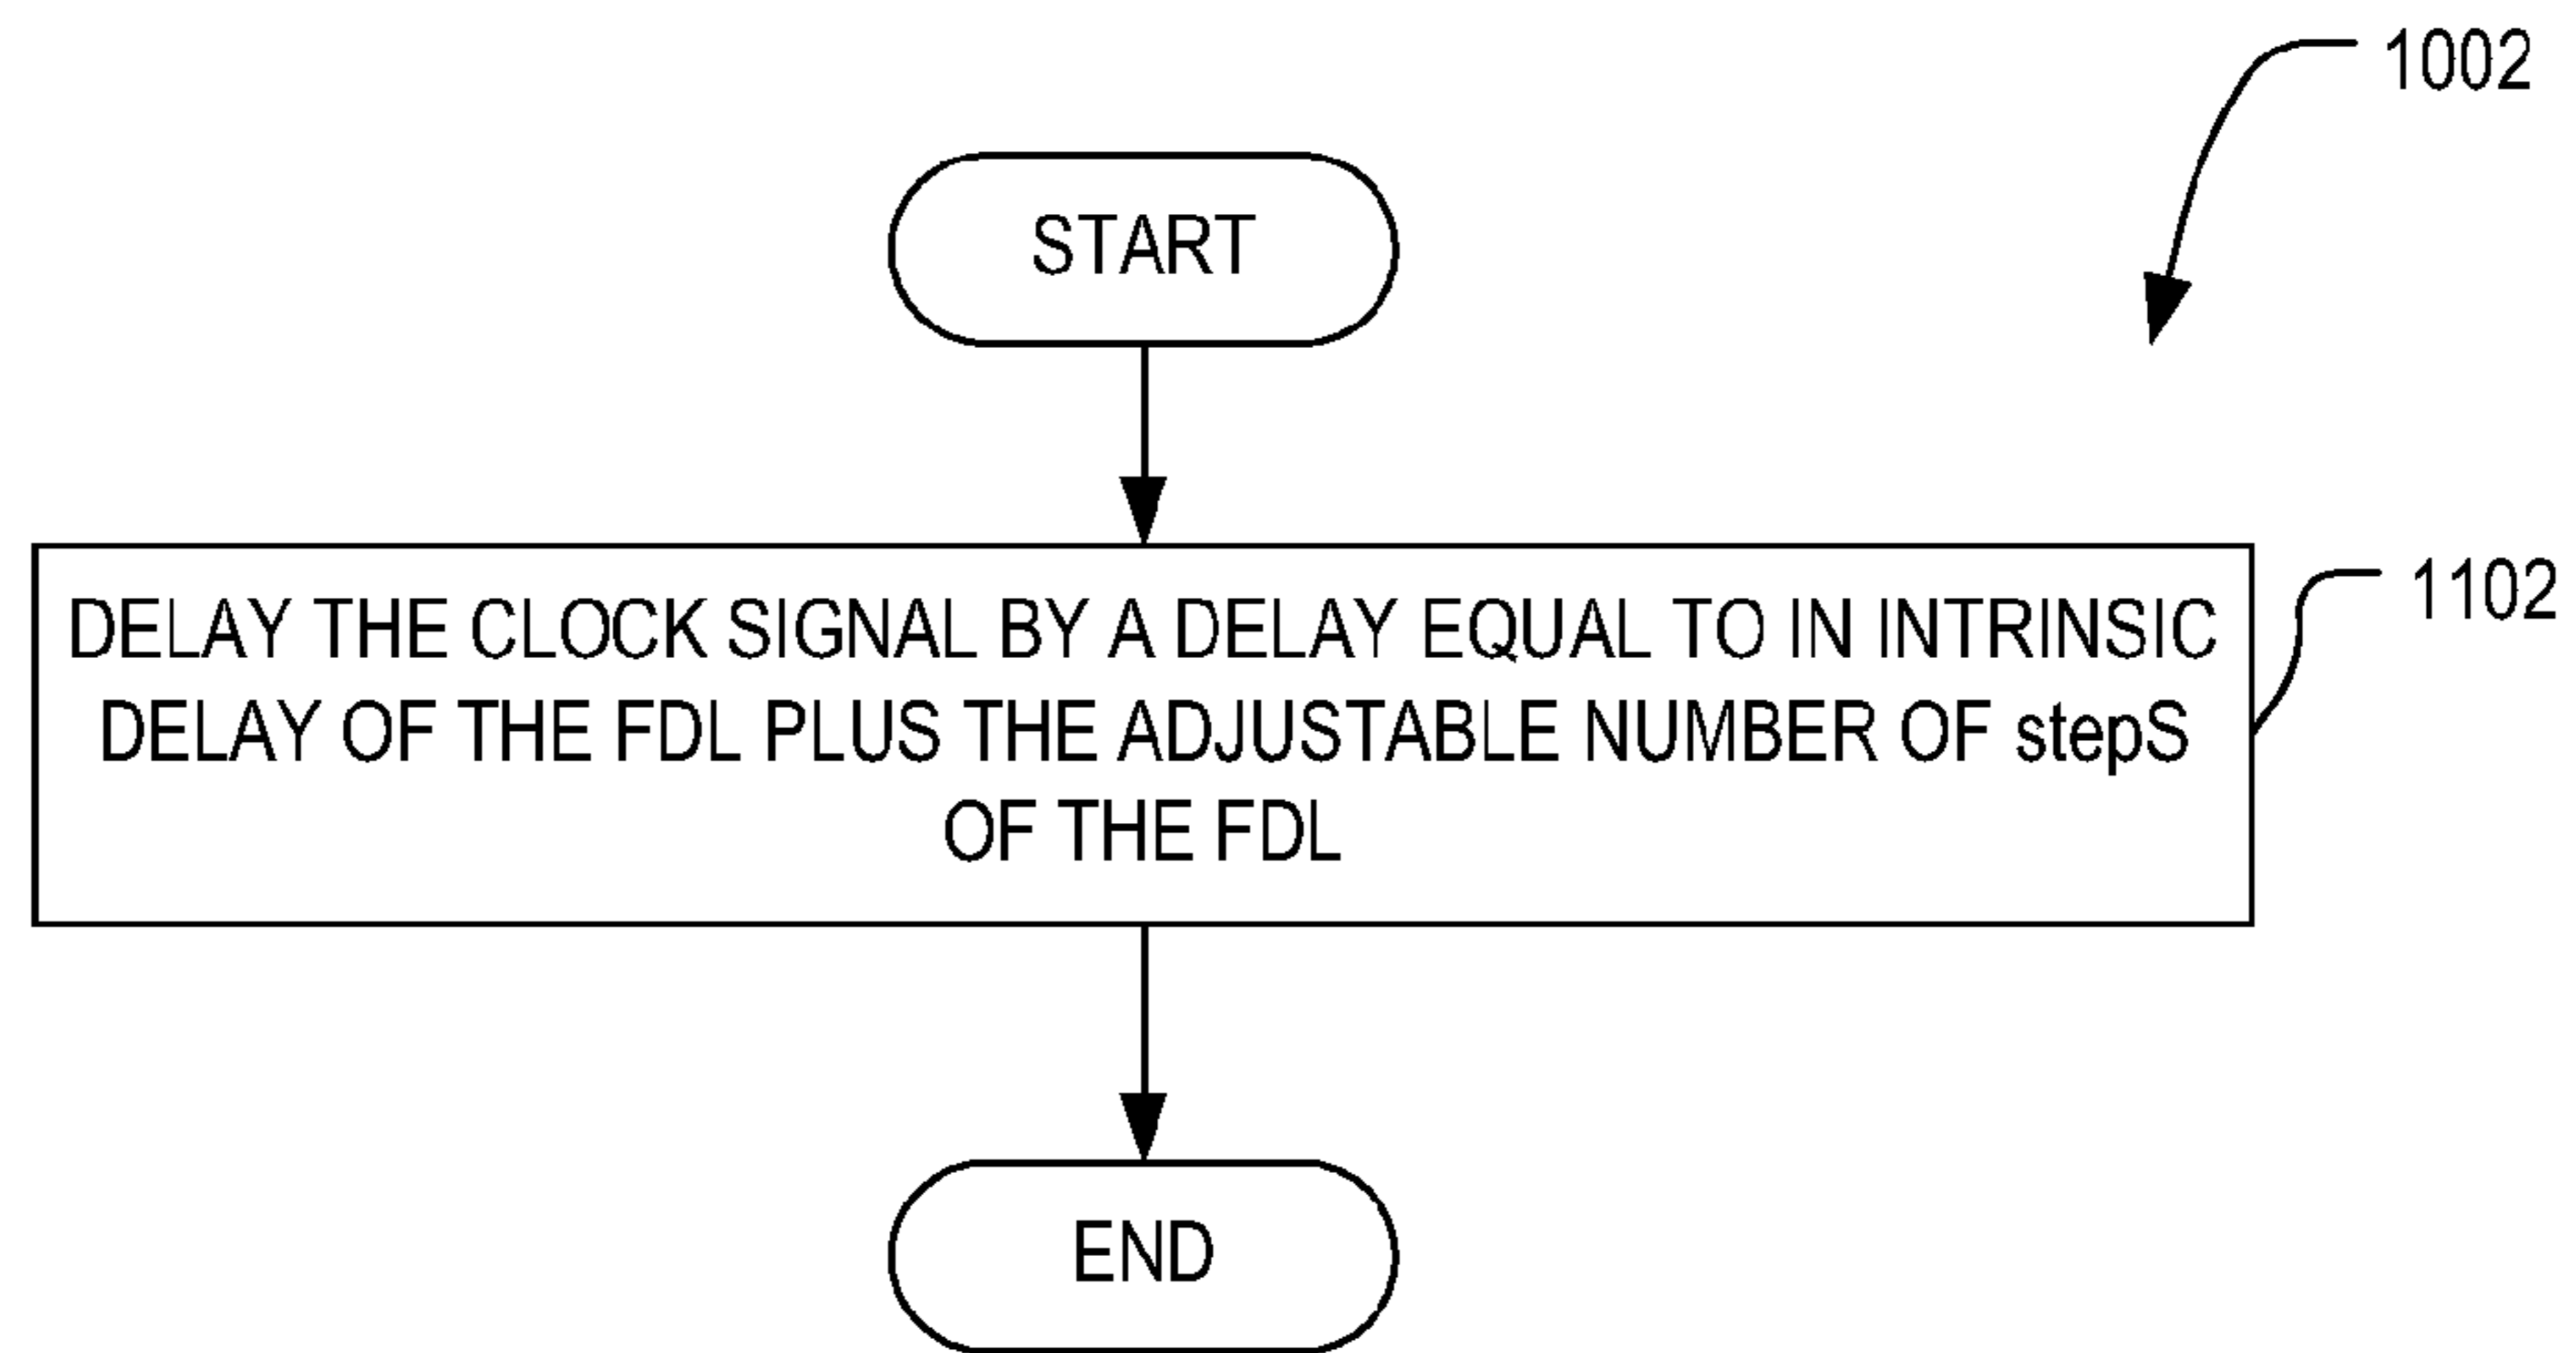 1002
START
DELAY THE CLOCK SIGNAL BY A DELAY EQUAL TO IN INTRINSIC
DELAY OF THE FDL PLUS THE ADJUSTABLE NUMBER OF stepS
OF THE FDL
1102
END